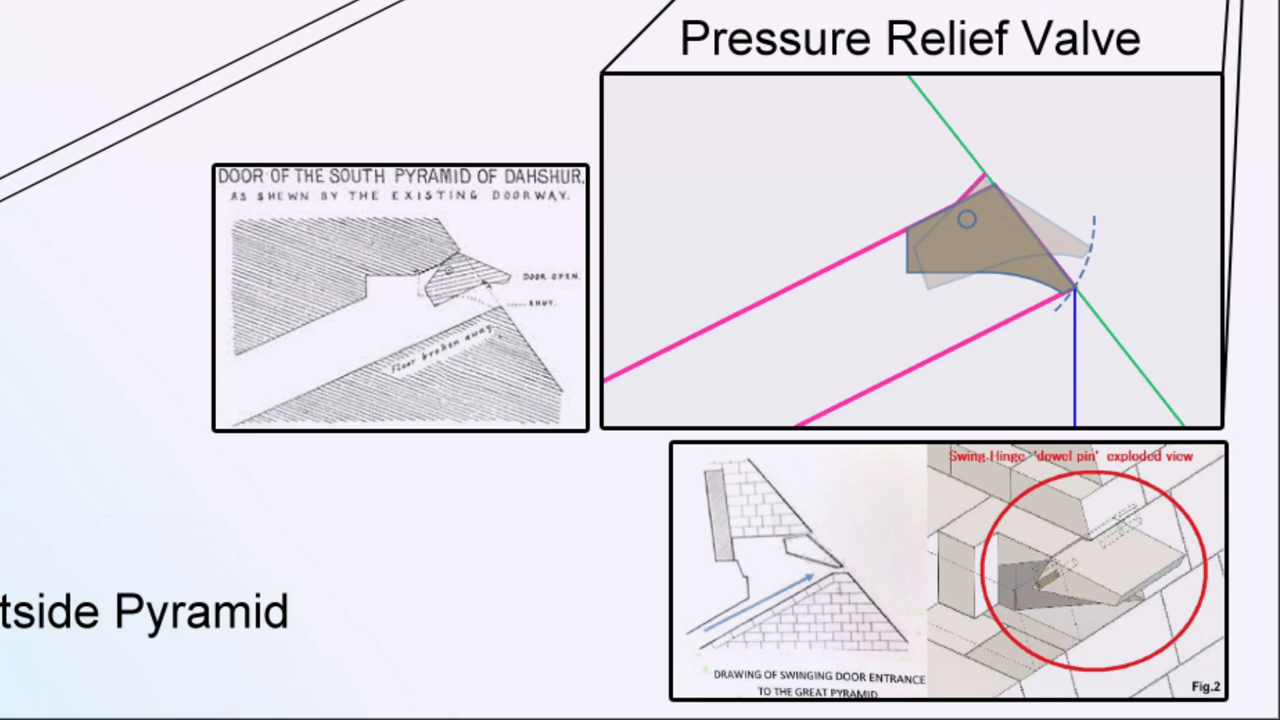 Pressure Relief Valve
DOOR OF THE SOUTH PYRAMID OF DAHSHUR,
AS SHEWN BY THE EXISTING DOORWAY.
DOOR OPEN.
SHUT.
Floor broken away
Swing-Hinge 'dowel pin' exploded view
DRAWING OF SWINGING DOOR ENTRANCE
TO THE GREAT PYRAMID
Fig.2
tside Pyramid